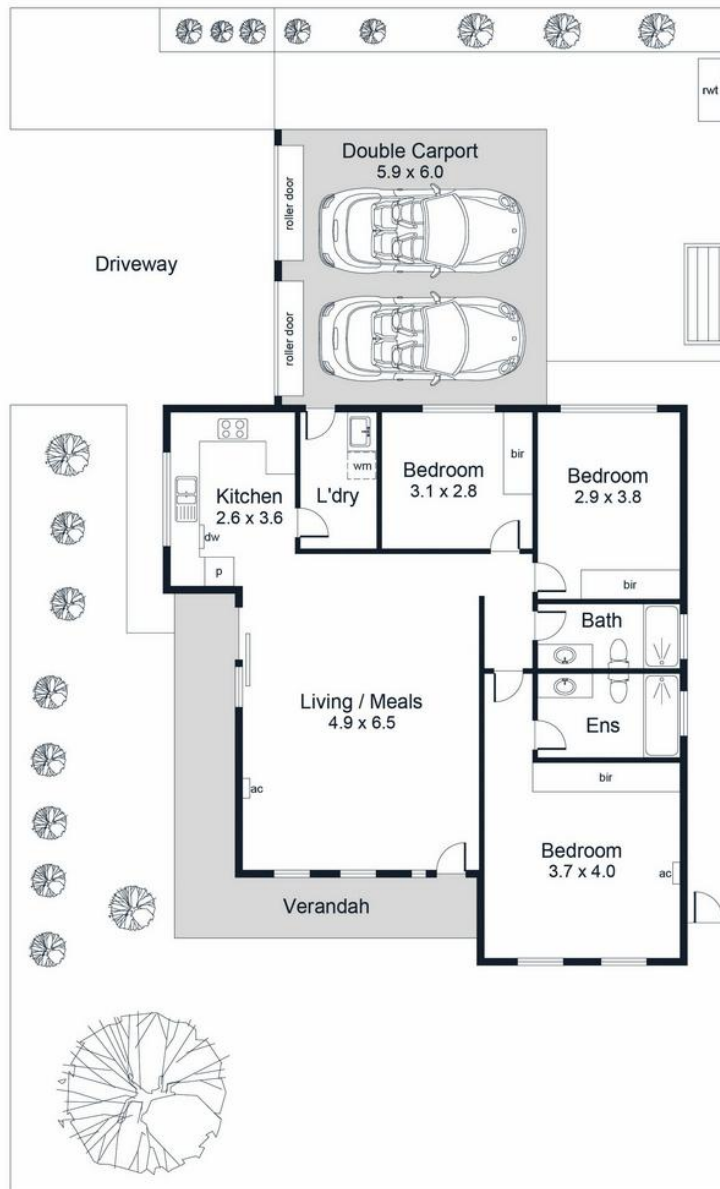 rwt
Double Carport
5.9 x 6.0
roller door
Driveway
roller door
Kitchen
2.6 x 3.6
dw
p
L'dry
wm
Bedroom
3.1 x 2.8
bir
Bedroom
2.9 x 3.8
bir
Bath
Living / Meals
4.9 x 6.5
Ens
bir
ac
Bedroom
3.7 x 4.0
ac
Verandah